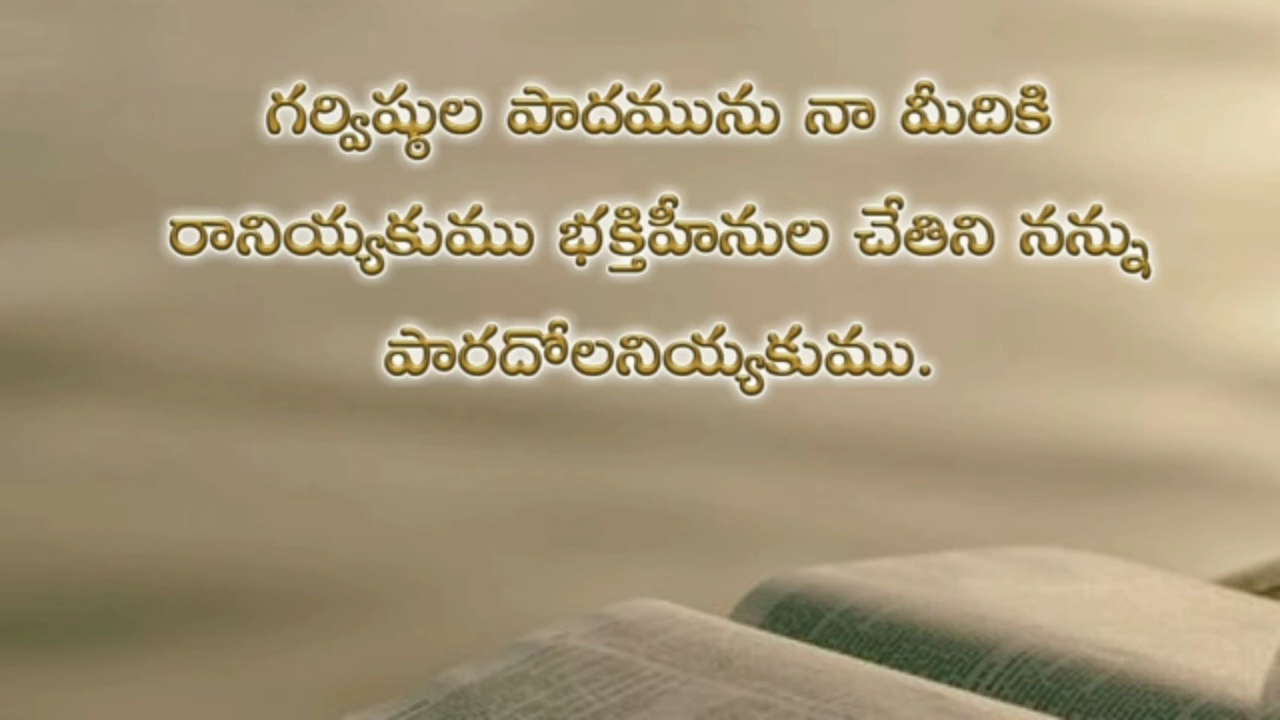 గర్విష్ఠుల పాదమును నా మీదికి
రానియ్యకుము భక్తిహీనుల చేతిని నన్ను
పారదోలనియ్యకుము.